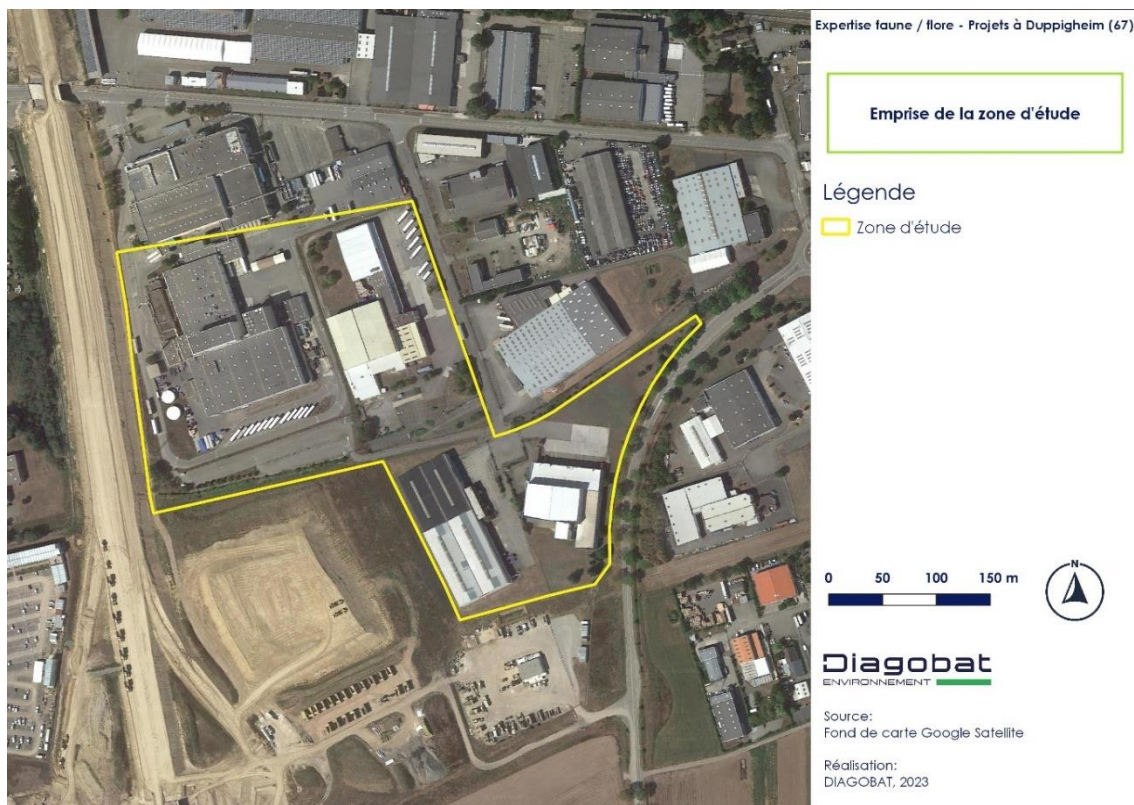 Expertise faune / flore - Projets à Duppigheim (67)
Emprise de la zone d'étude
Légende
Zone d'étude
0 50 100 150 m
N
Diagobat
ENVIRONNEMENT
Source:
Fond de carte Google Satellite
Réalisation:
DIAGOBAT, 2023